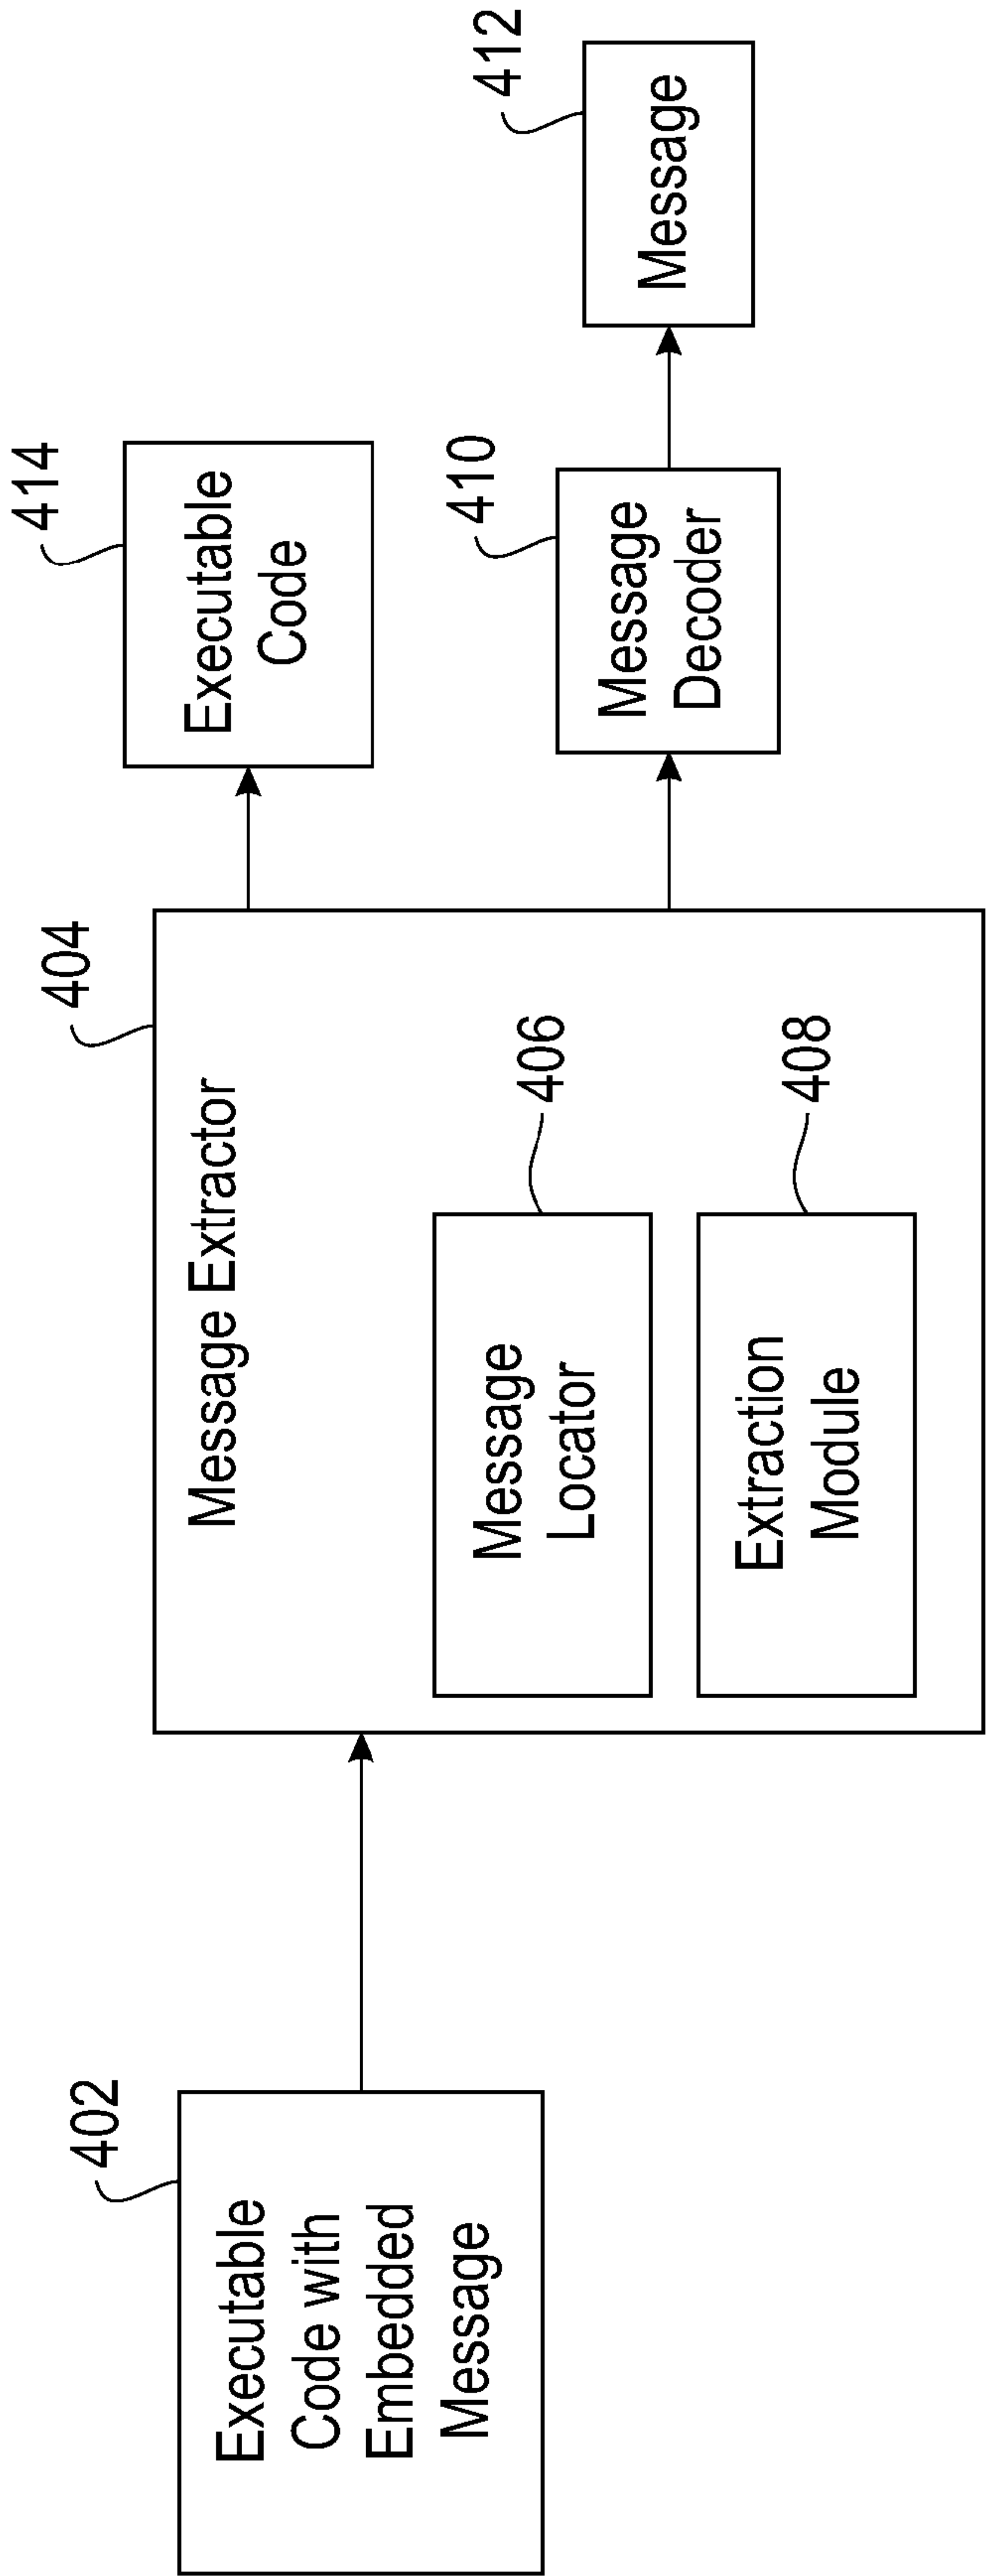 402
Executable
Code with
Embedded
Message
404
Message Extractor
406
Message
Locator
408
Extraction
Module
414
Executable
Code
410
Message
Decoder
412
Message